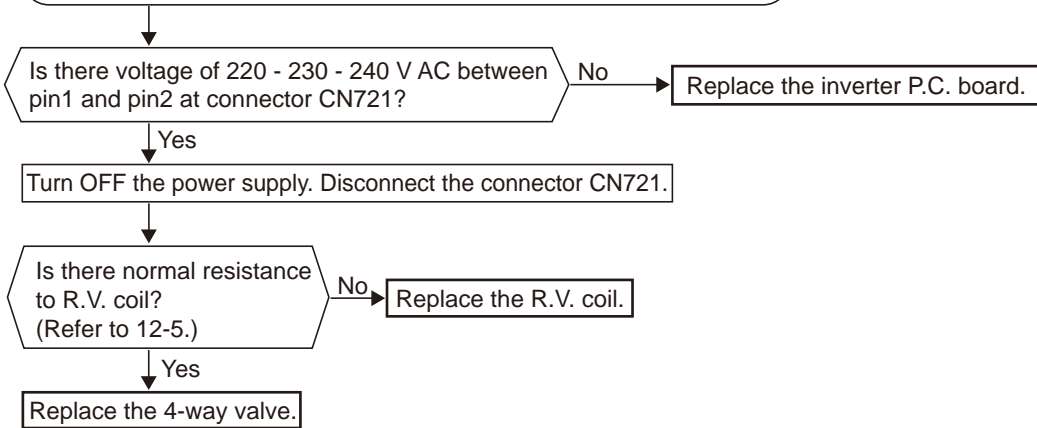 Is there voltage of 220 - 230 - 240 V AC between
pin1 and pin2 at connector CN721?
No
Replace the inverter P.C. board.
Yes
Turn OFF the power supply. Disconnect the connector CN721.
Is there normal resistance
to R.V. coil?
(Refer to 12-5.)
No
Replace the R.V. coil.
Yes
Replace the 4-way valve.